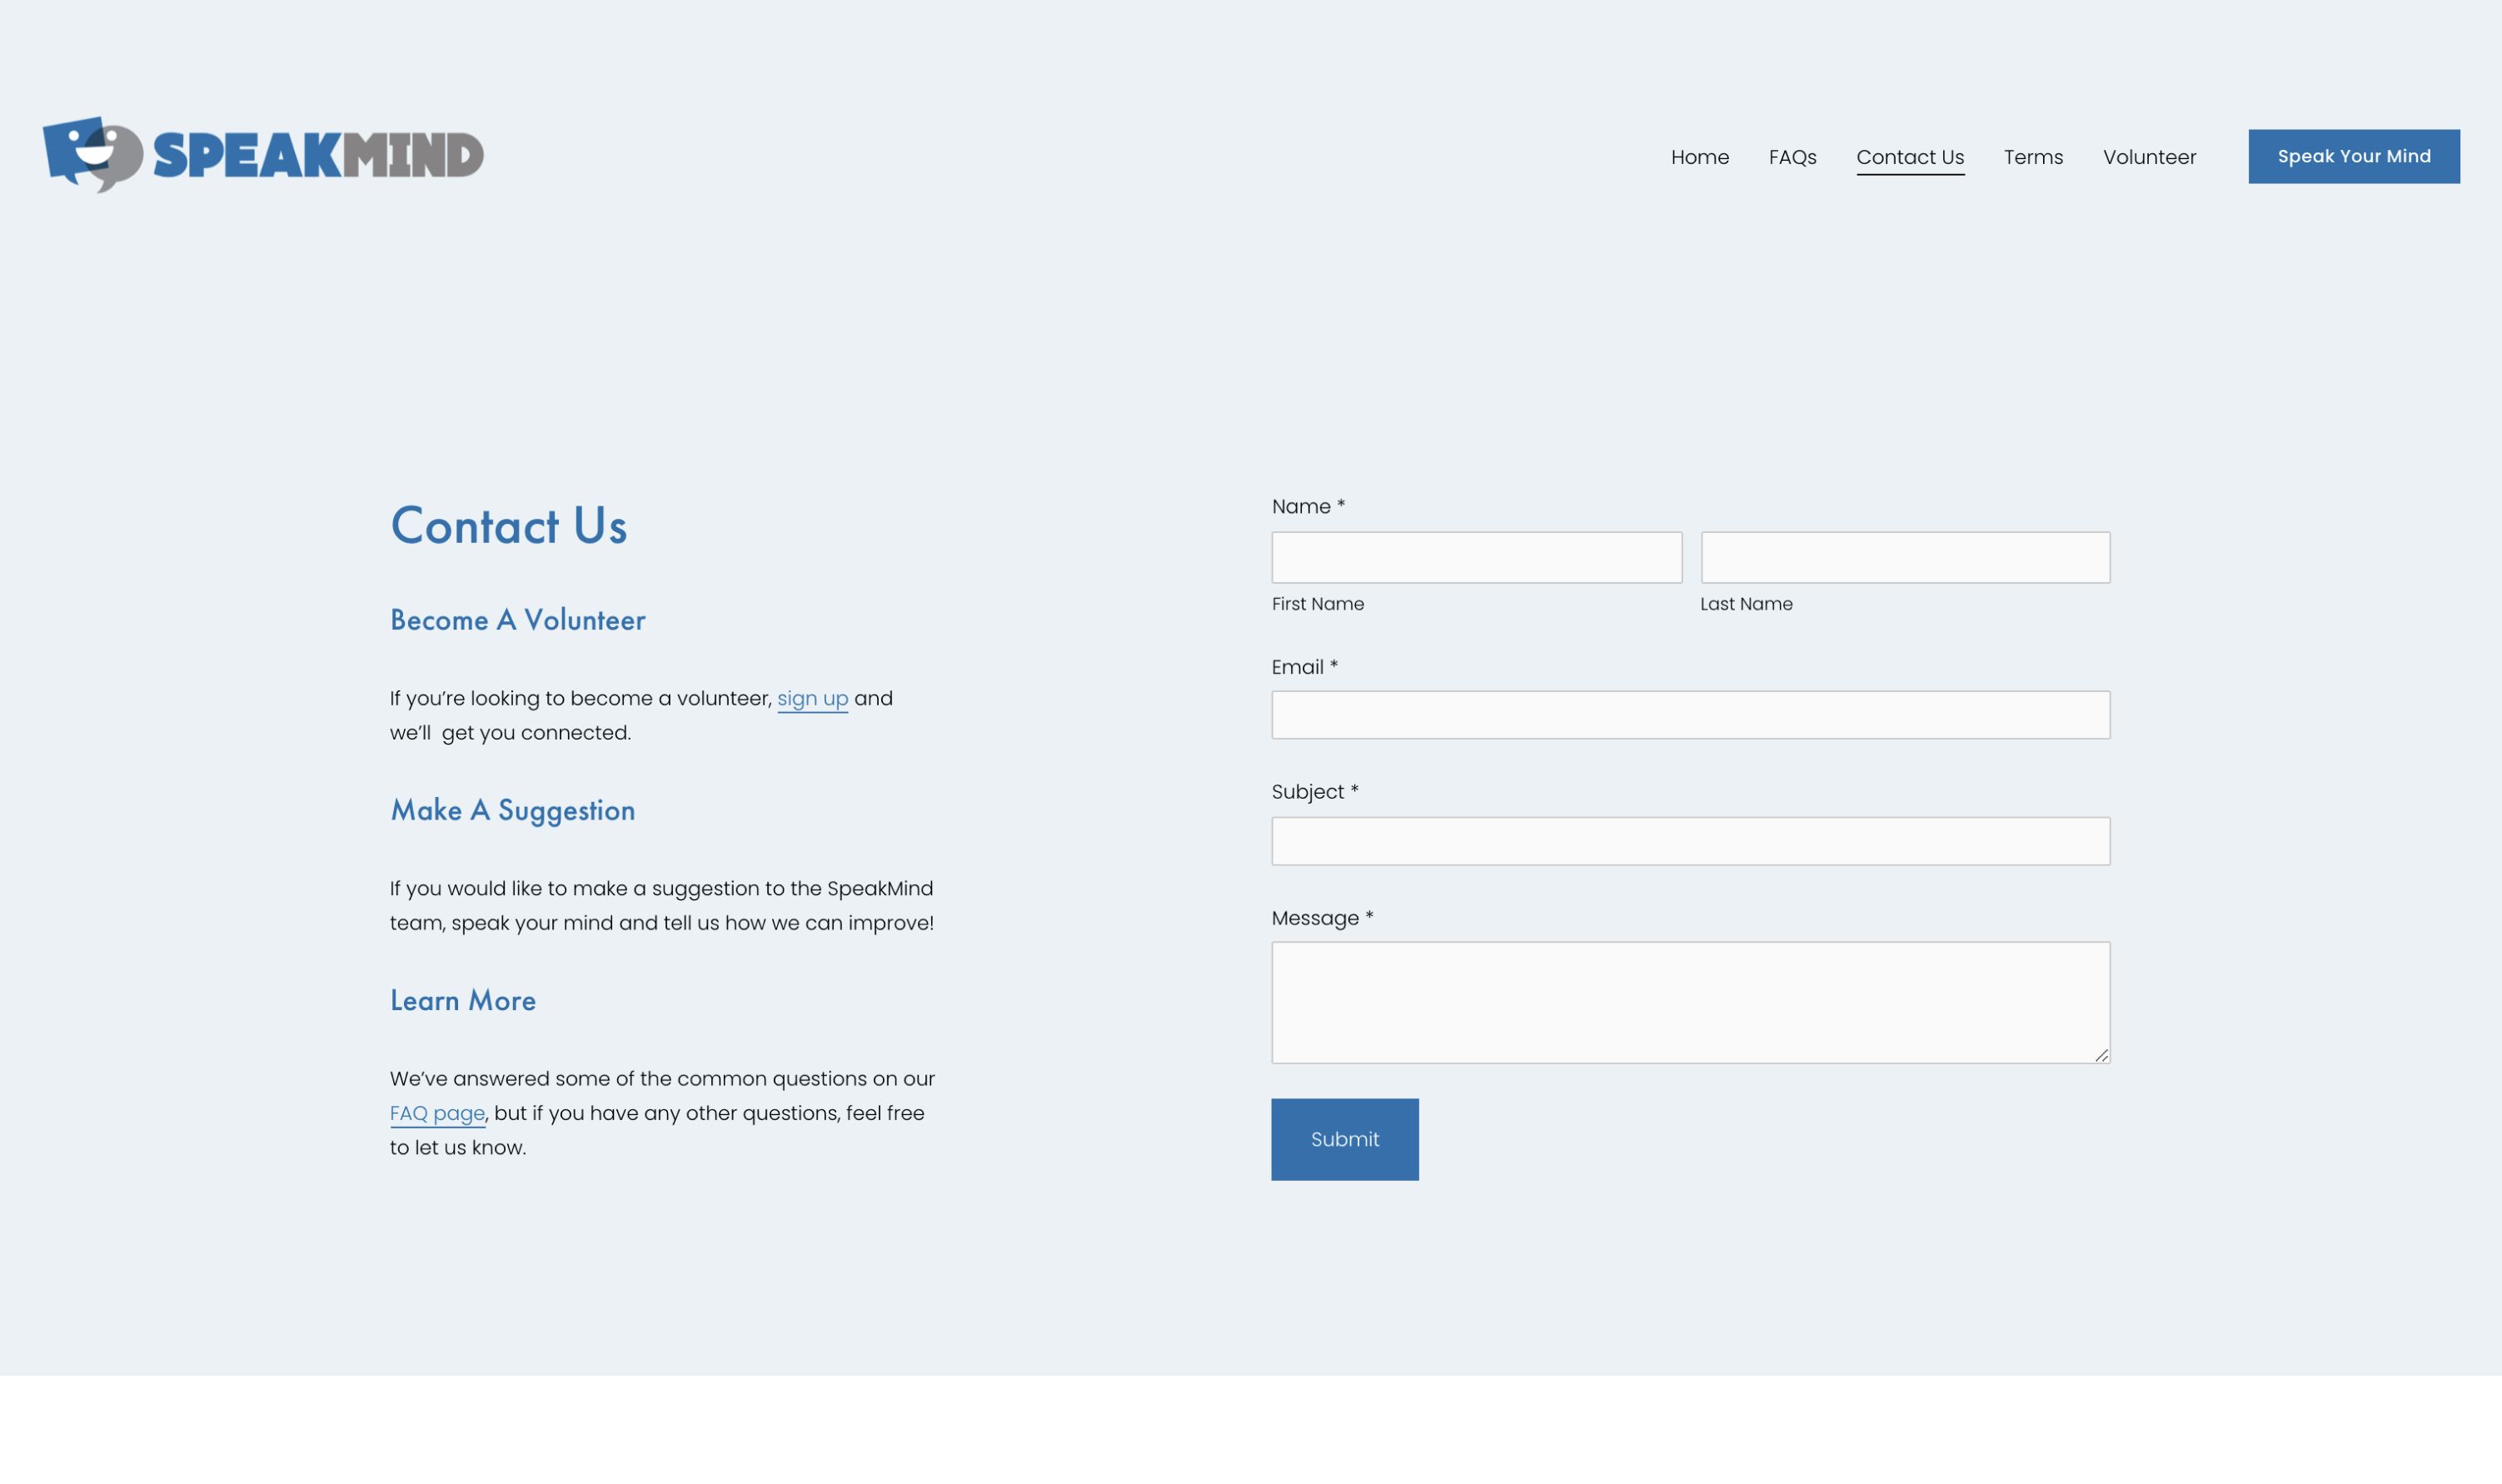 SPEAKMIND
Home
FAQs
Contact Us
Terms
Volunteer
Speak Your Mind
Contact Us
Become A Volunteer
If you’re looking to become a volunteer, sign up and
we’ll  get you connected.
Make A Suggestion
If you would like to make a suggestion to the SpeakMind
team, speak your mind and tell us how we can improve!
Learn More
We’ve answered some of the common questions on our
FAQ page, but if you have any other questions, feel free
to let us know.
Name *
First Name
Last Name
Email *
Subject *
Message *
Submit